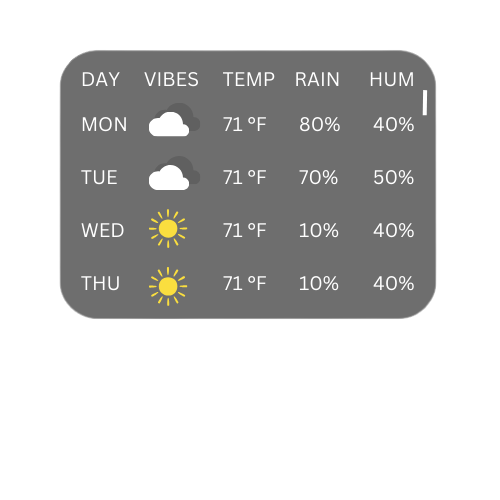 DAY VIBES TEMP RAIN HUM
MON 71 °F 80% 40%
TUE 71 °F 70% 50%
WED 71 °F 10% 40%
THU 71 °F 10% 40%